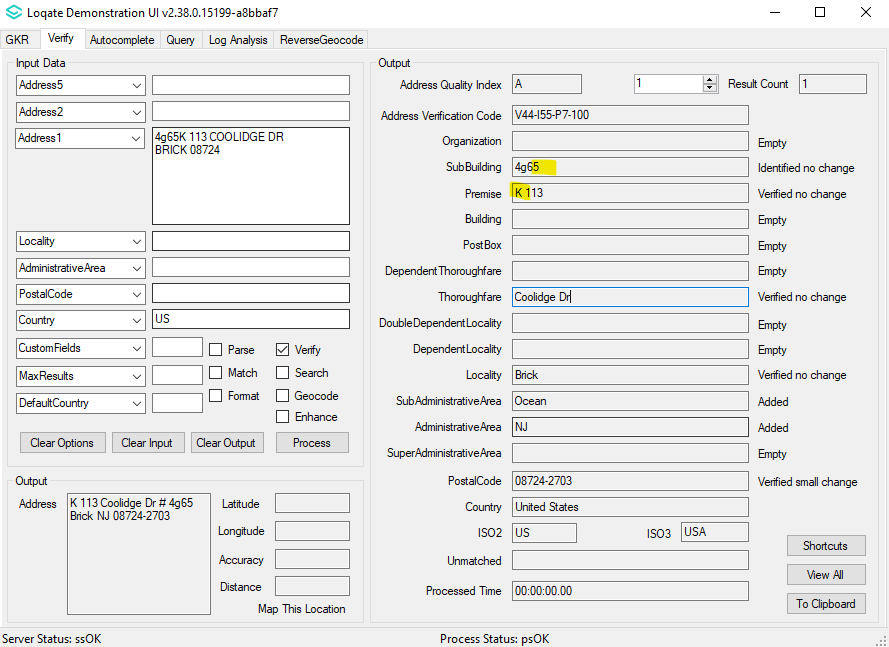 Loqate Demonstration UI v2.38.0.15199-a8bbaf7
GKR Verify Autocomplete Query Log Analysis ReverseGeocode
Input Data
Address5
Address2
Address1
4g65K 113 COOLIDGE DR
BRICK 08724
Locality
AdministrativeArea
PostalCode
Country US
CustomFields Parse Verify
MaxResults Match Search
DefaultCountry Format Geocode
Enhance
Clear Options Clear Input Clear Output Process
Output
Address
K 113 Coolidge Dr # 4g65
Brick NJ 08724-2703
Latitude
Longitude
Accuracy
Distance
Map This Location
Output
Address Quality Index A 1 Result Count 1
Address Verification Code V44-I55-P7-100
Organization Empty
SubBuilding 4g65 Identified no change
Premise K 113 Verified no change
Building Empty
PostBox Empty
DependentThoroughfare Empty
Thoroughfare Coolidge Dr Verified no change
DoubleDependentLocality Empty
DependentLocality Empty
Locality Brick Verified no change
SubAdministrativeArea Ocean Added
AdministrativeArea NJ Added
SuperAdministrativeArea Empty
PostalCode 08724-2703 Verified small change
Country United States
ISO2 US ISO3 USA
Unmatched
Processed Time 00:00:00.00
Shortcuts
View All
To Clipboard
Server Status: ssOK Process Status: psOK